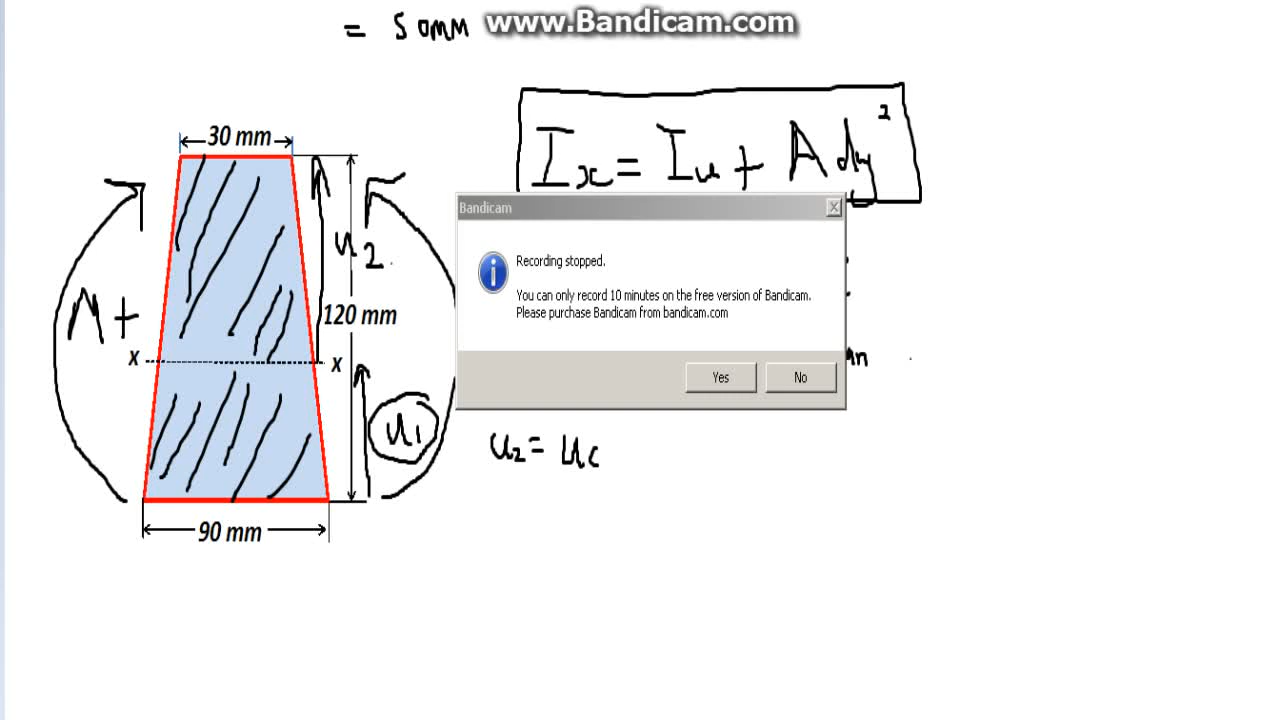 = 50mm
www.Bandicam.com
30 mm
Ix = Iu + Ady²
Bandicam
Recording stopped.
You can only record 10 minutes on the free version of Bandicam.
Please purchase Bandicam from bandicam.com
Yes
No
u2
M+
120 mm
x
x
u1
u2 = uc
90 mm